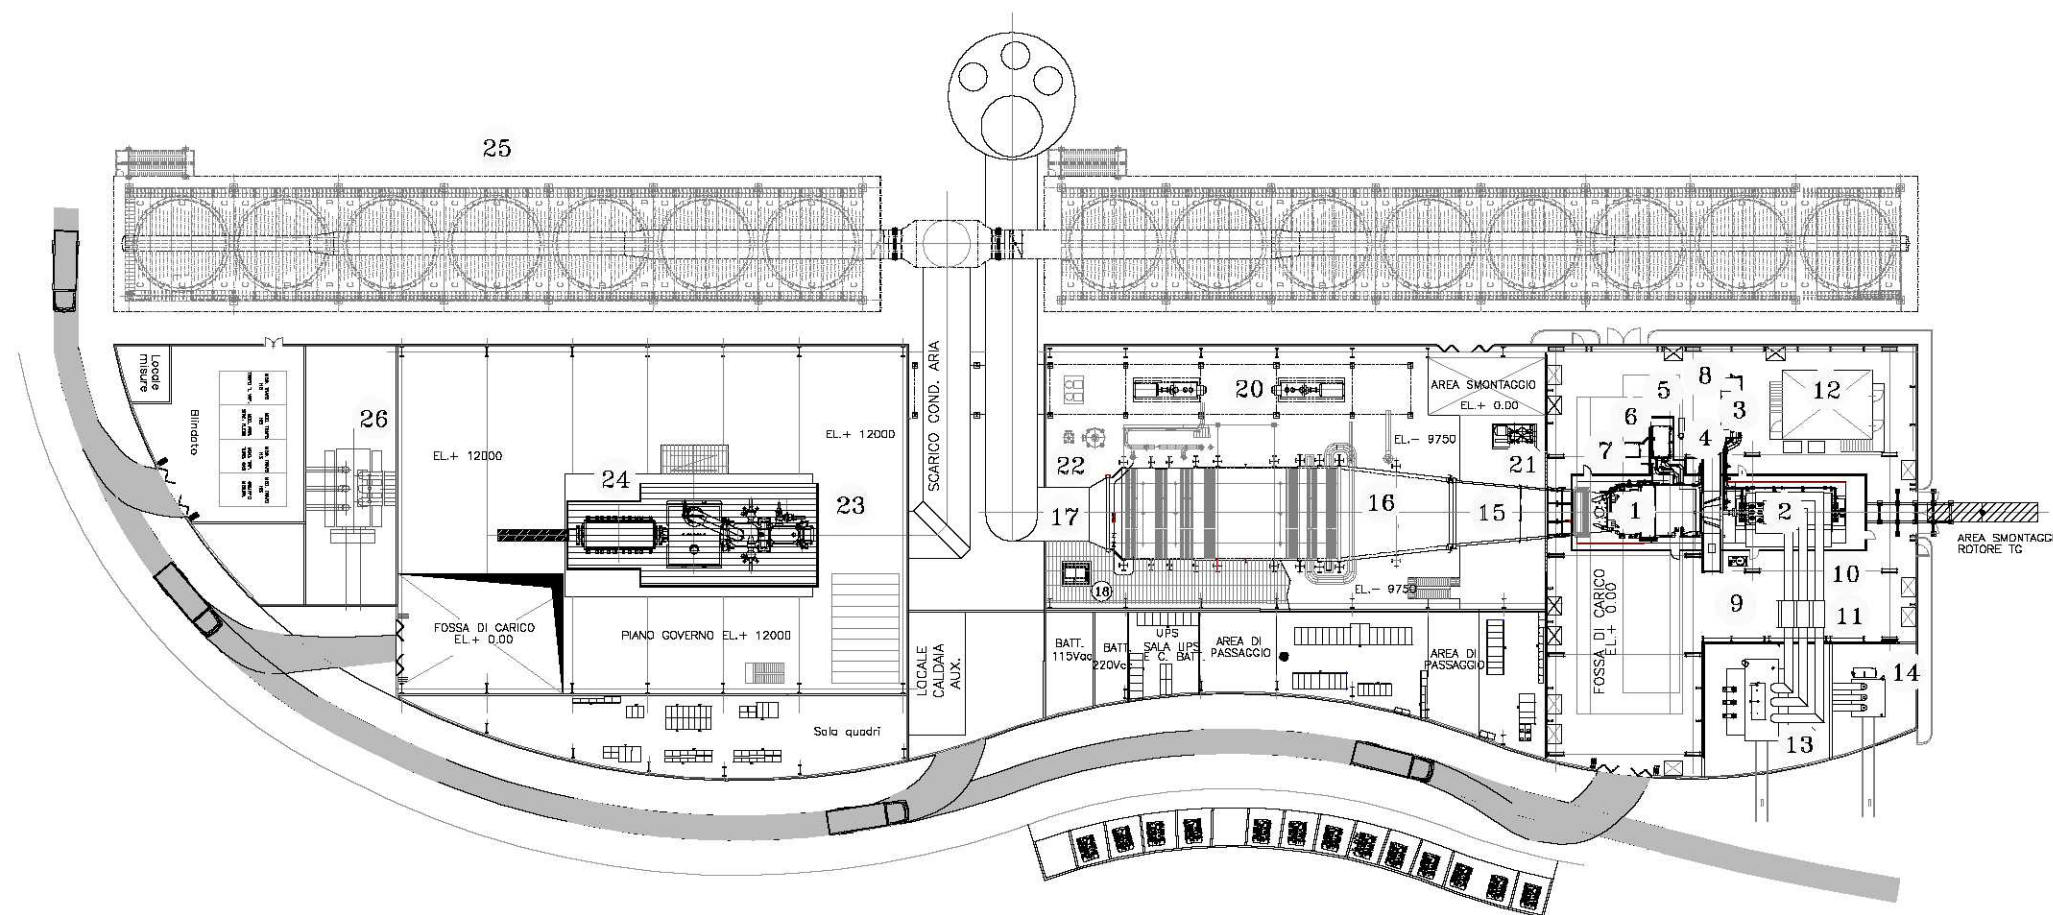 25
Locale
misure
Blindato
26
EL.+ 12000
EL.+ 12000
24
23
FOSSA DI CARICO
EL.+ 0.00
PIANO GOVERNO EL.+ 12000
Sala quadri
SCARICO COND. ARIA
LOCALE
CALDAIA
AUX.
20
AREA SMONTAGGIO
EL.+ 0.00
EL.- 9750
21
22
17
16
15
18
EL.- 9750
BATT.
115Vac
BATT.
220Vc
UPS
SALA UPS
E C. BATT.
AREA DI
PASSAGGIO
AREA DI
PASSAGGIO
5
8
6
3
7
4
12
1
2
9
10
11
FOSSA DI CARICO
EL.+ 0.00
13
14
AREA SMONTAGG
ROTORE TG